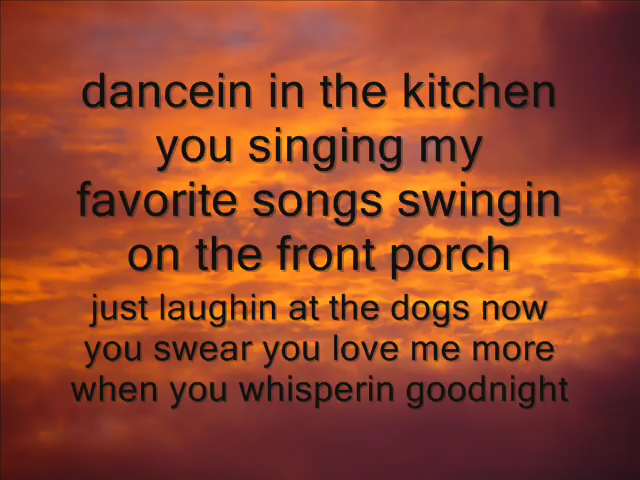 dancein in the kitchen
you singing my
favorite songs swingin
on the front porch
just laughin at the dogs now
you swear you love me more
when you whisperin goodnight